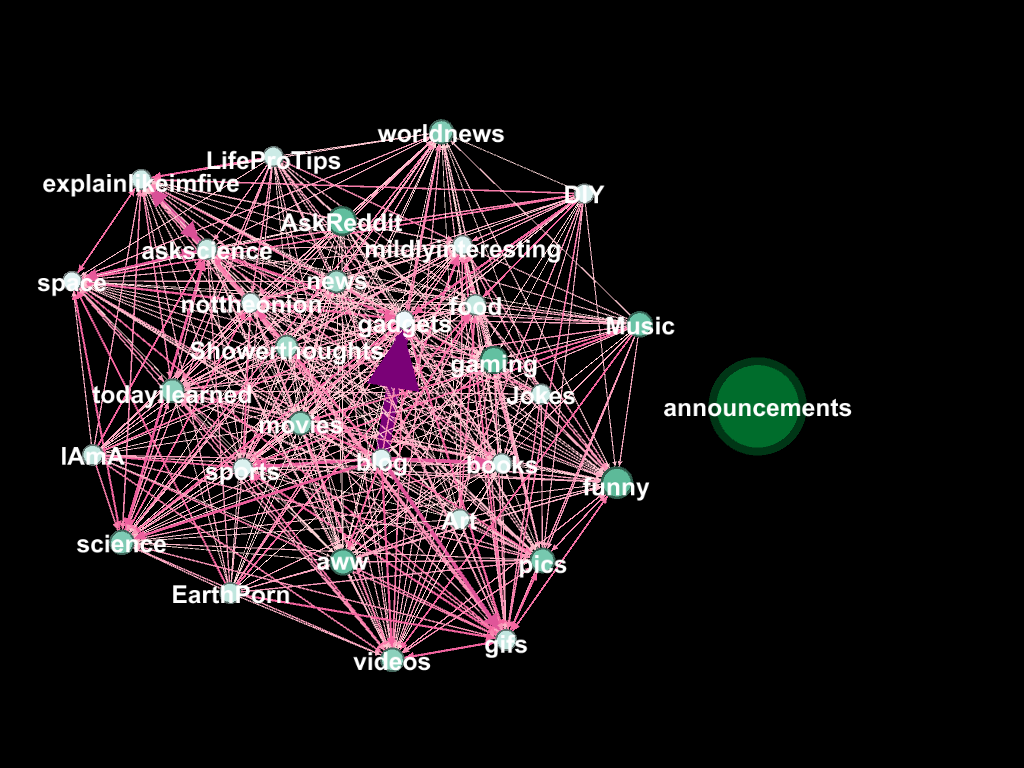 worldnews
LifeProTips
explainlikeimfive
DIY
AskReddit
askscience
mildlyinteresting
space
news
nottheonion
food
gadgets
Music
Showerthoughts
gaming
todayilearned
Jokes
announcements
movies
IAmA
sports
blog
books
funny
Art
science
aww
pics
EarthPorn
gifs
videos